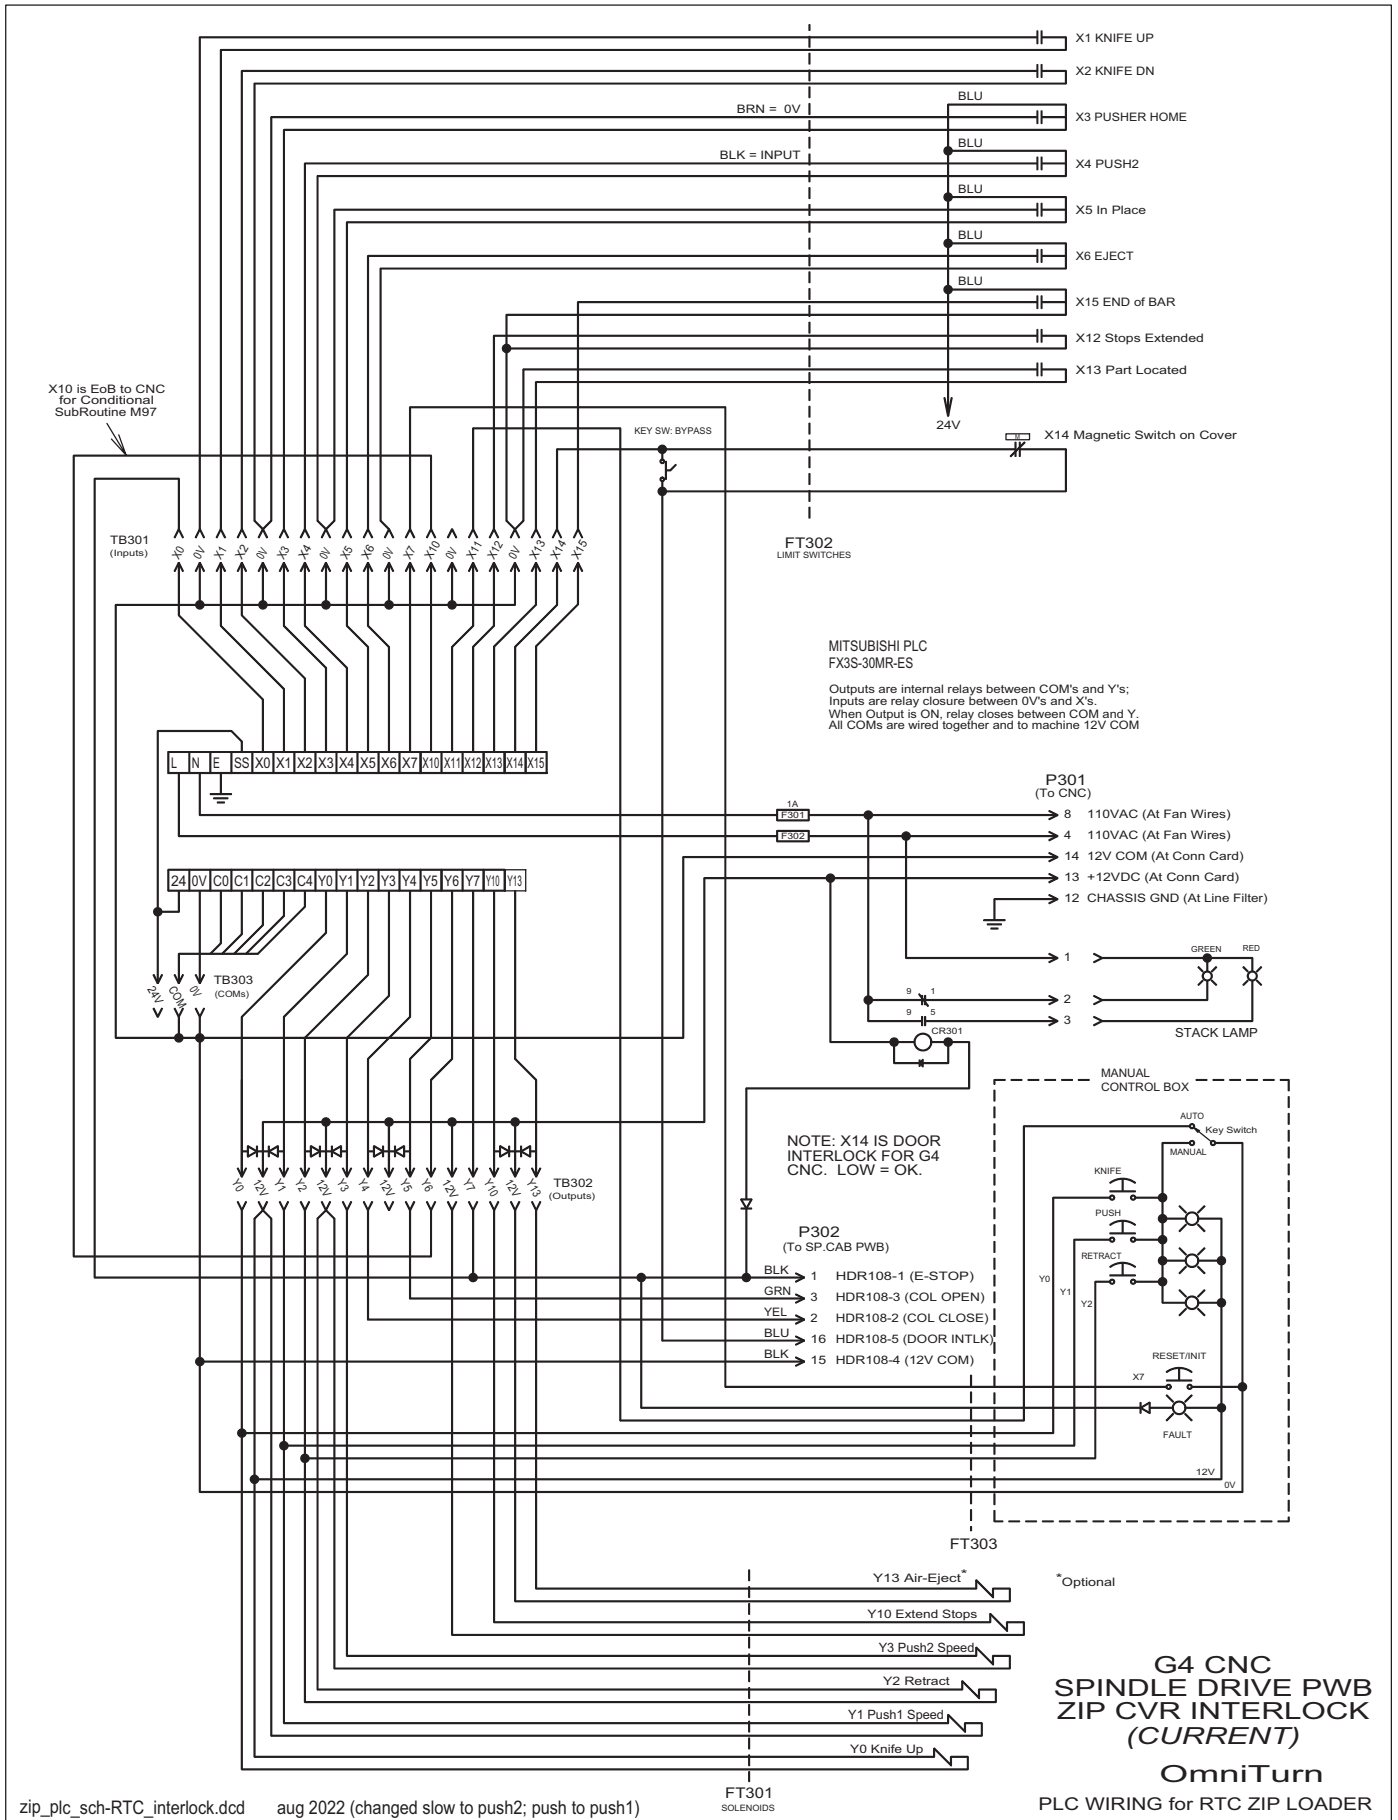 X1 KNIFE UP
X2 KNIFE DN
BLU
BRN = 0V
X3 PUSHER HOME
BLU
BLK = INPUT
X4 PUSH2
BLU
X5 In Place
BLU
X6 EJECT
BLU
X15 END of BAR
X12 Stops Extended
X13 Part Located
X10 is EoB to CNC
for Conditional
SubRoutine M97
24V
KEY SW: BYPASS
M
X14 Magnetic Switch on Cover
TB301
(Inputs)
X0 0V X1 X2 0V X3 X4 0V X5 X6 0V X7 X10 0V X11 X12 0V X13 X14 X15
FT302
LIMIT SWITCHES
MITSUBISHI PLC
FX3S-30MR-ES
Outputs are internal relays between COM's and Y's;
Inputs are relay closure between 0V's and X's.
When Output is ON, relay closes between COM and Y.
All COMs are wired together and to machine 12V COM
L N E SS X0 X1 X2 X3 X4 X5 X6 X7 X10 X11 X12 X13 X14 X15
P301
(To CNC)
1A
F301
8 110VAC (At Fan Wires)
F302
4 110VAC (At Fan Wires)
14 12V COM (At Conn Card)
13 +12VDC (At Conn Card)
12 CHASSIS GND (At Line Filter)
24 0V C0 C1 C2 C3 C4 Y0 Y1 Y2 Y3 Y4 Y5 Y6 Y7 Y10 Y13
GREEN RED
1
9 1
2
9 5
3
STACK LAMP
CR301
TB303
(COMs)
24V COM 0V
MANUAL
CONTROL BOX
AUTO
Key Switch
MANUAL
NOTE: X14 IS DOOR
INTERLOCK FOR G4
CNC. LOW = OK.
KNIFE
PUSH
RETRACT
Y0
Y1
Y2
Y0 12V Y1 Y2 12V Y3 Y4 12V Y5 Y6 12V Y7 Y10 12V Y13
TB302
(Outputs)
P302
(To SP.CAB PWB)
BLK 1 HDR108-1 (E-STOP)
GRN 3 HDR108-3 (COL OPEN)
YEL 2 HDR108-2 (COL CLOSE)
BLU 16 HDR108-5 (DOOR INTLK)
BLK 15 HDR108-4 (12V COM)
RESET/INIT
X7
FAULT
12V
0V
FT303
Y13 Air-Eject*
*Optional
Y10 Extend Stops
Y3 Push2 Speed
Y2 Retract
Y1 Push1 Speed
Y0 Knife Up
FT301
SOLENOIDS
G4 CNC
SPINDLE DRIVE PWB
ZIP CVR INTERLOCK
(CURRENT)
OmniTurn
PLC WIRING for RTC ZIP LOADER
zip_plc_sch-RTC_interlock.dcd aug 2022 (changed slow to push2; push to push1)